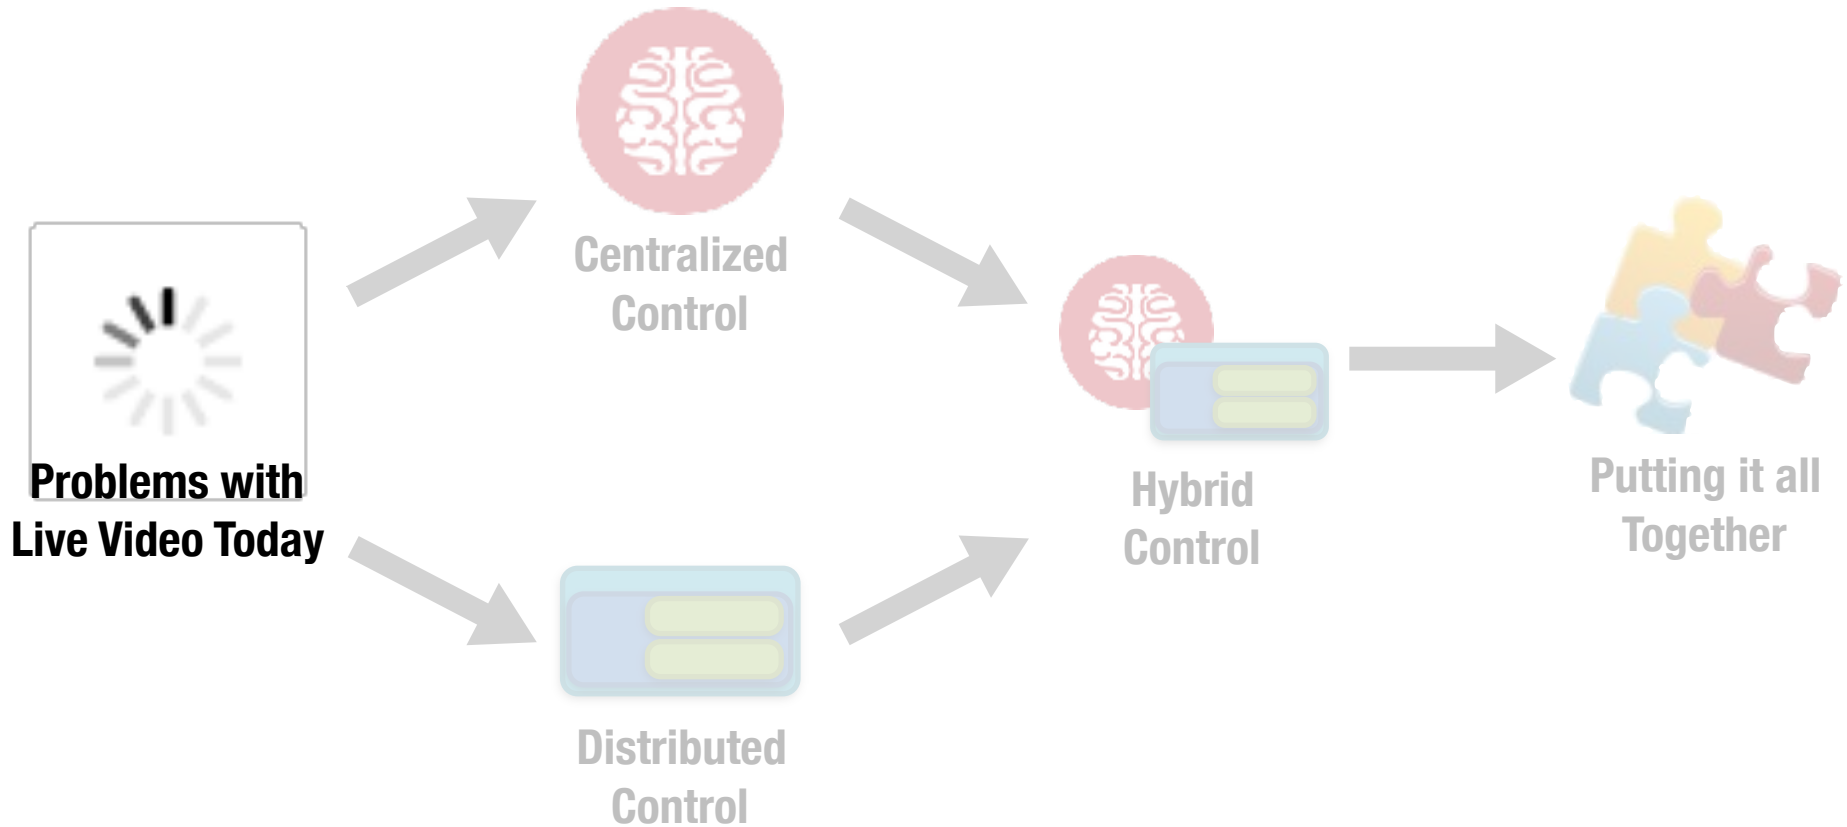 Problems with
Live Video Today
Centralized
Control
Distributed
Control
Hybrid
Control
Putting it all
Together